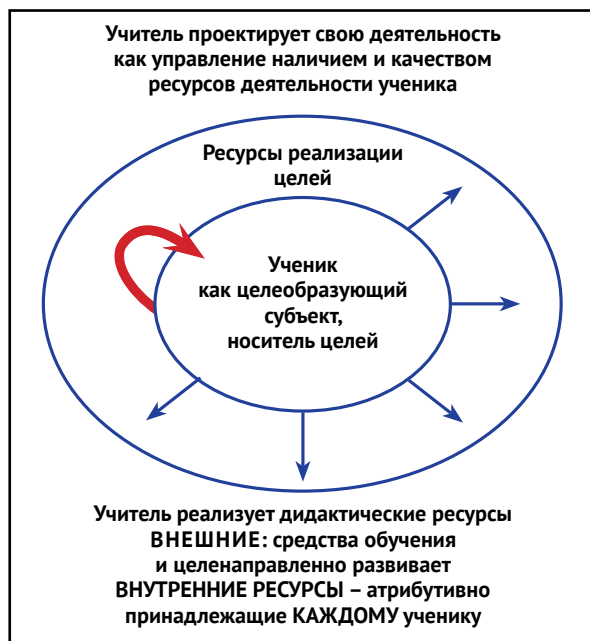 Учитель проектирует свою деятельность
как управление наличием и качеством
ресурсов деятельности ученика
Ресурсы реализации
целей
Ученик
как целеобразующий
субъект,
носитель целей
Учитель реализует дидактические ресурсы
ВНЕШНИЕ: средства обучения
и целенаправленно развивает
ВНУТРЕННИЕ РЕСУРСЫ – атрибутивно
принадлежащие КАЖДОМУ ученику